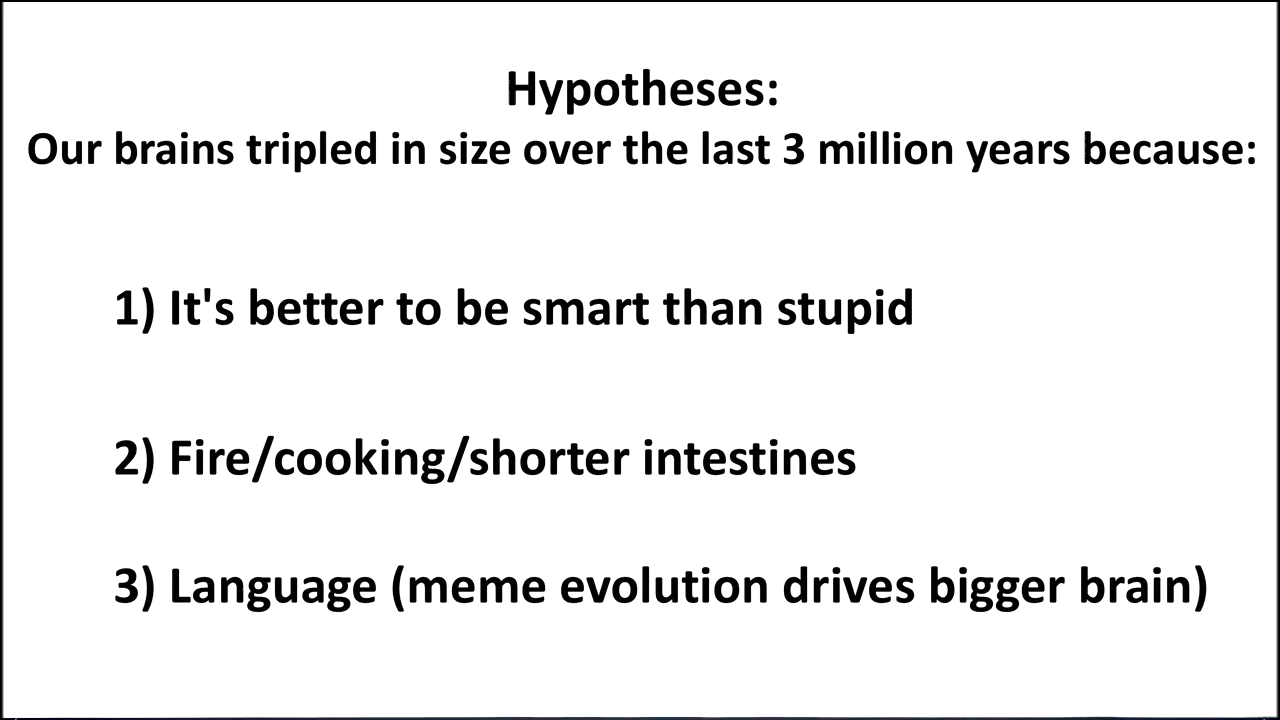 Hypotheses:
Our brains tripled in size over the last 3 million years because:
1) It's better to be smart than stupid
2) Fire/cooking/shorter intestines
3) Language (meme evolution drives bigger brain)